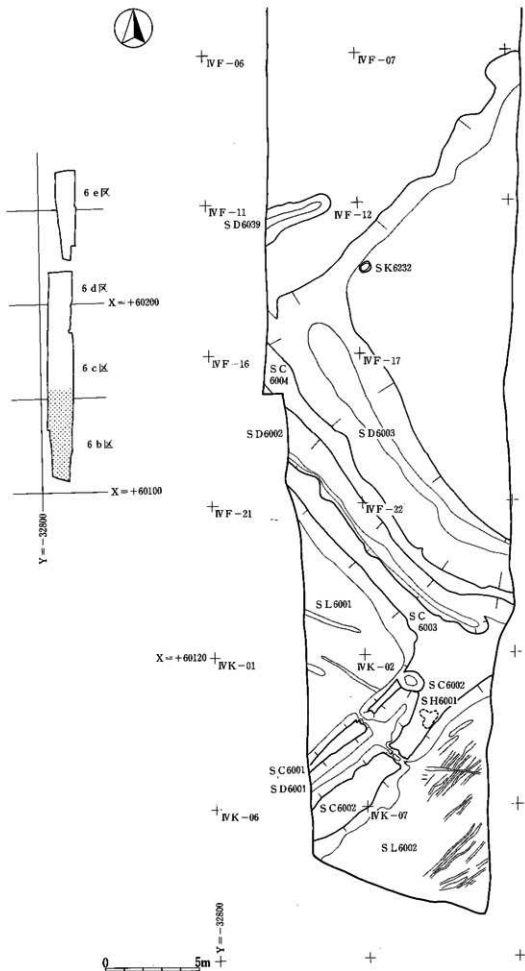 ⅣF-06
ⅣF-07
6e区
ⅣF-11
SD6039
ⅣF-12
SK6232
6d区
X=+60200
6c区
ⅣF-16
SC
6004
ⅣF-17
SD6002
SD6003
6b区
X=+60100
Y=-32800
ⅣF-21
ⅣF-22
SL6001
SC
6003
X=+60120
ⅣK-01
ⅣK-02
SC6002
SH6001
SC6001
SD6001
SC6002
ⅣK-06
ⅣK-07
SL6002
Y=-32800
0
5m